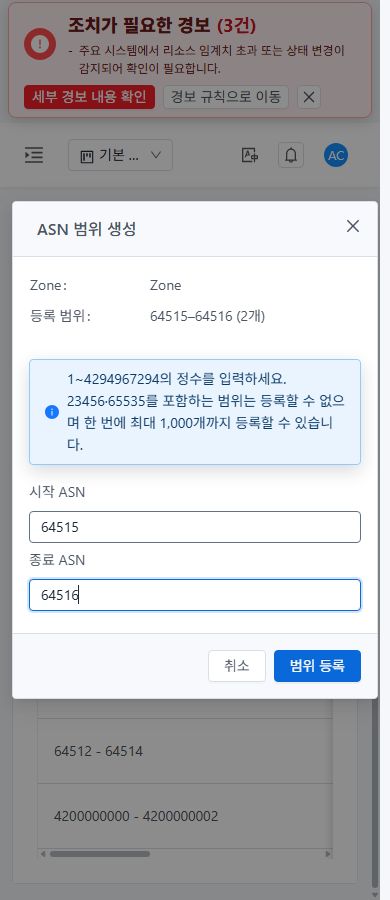 조치가 필요한 경보 (3건)
- 주요 시스템에서 리소스 임계치 초과 또는 상태 변경이
감지되어 확인이 필요합니다.
세부 경보 내용 확인
경보 규칙으로 이동
기본 ...
AC
ASN 범위 생성
Zone:
Zone
등록 범위:
64515–64516 (2개)
1~4294967294의 정수를 입력하세요.
23456·65535를 포함하는 범위는 등록할 수 없으
며 한 번에 최대 1,000개까지 등록할 수 있습니
다.
시작 ASN
64515
종료 ASN
64516
취소
범위 등록
64512 - 64514
4200000000 - 4200000002